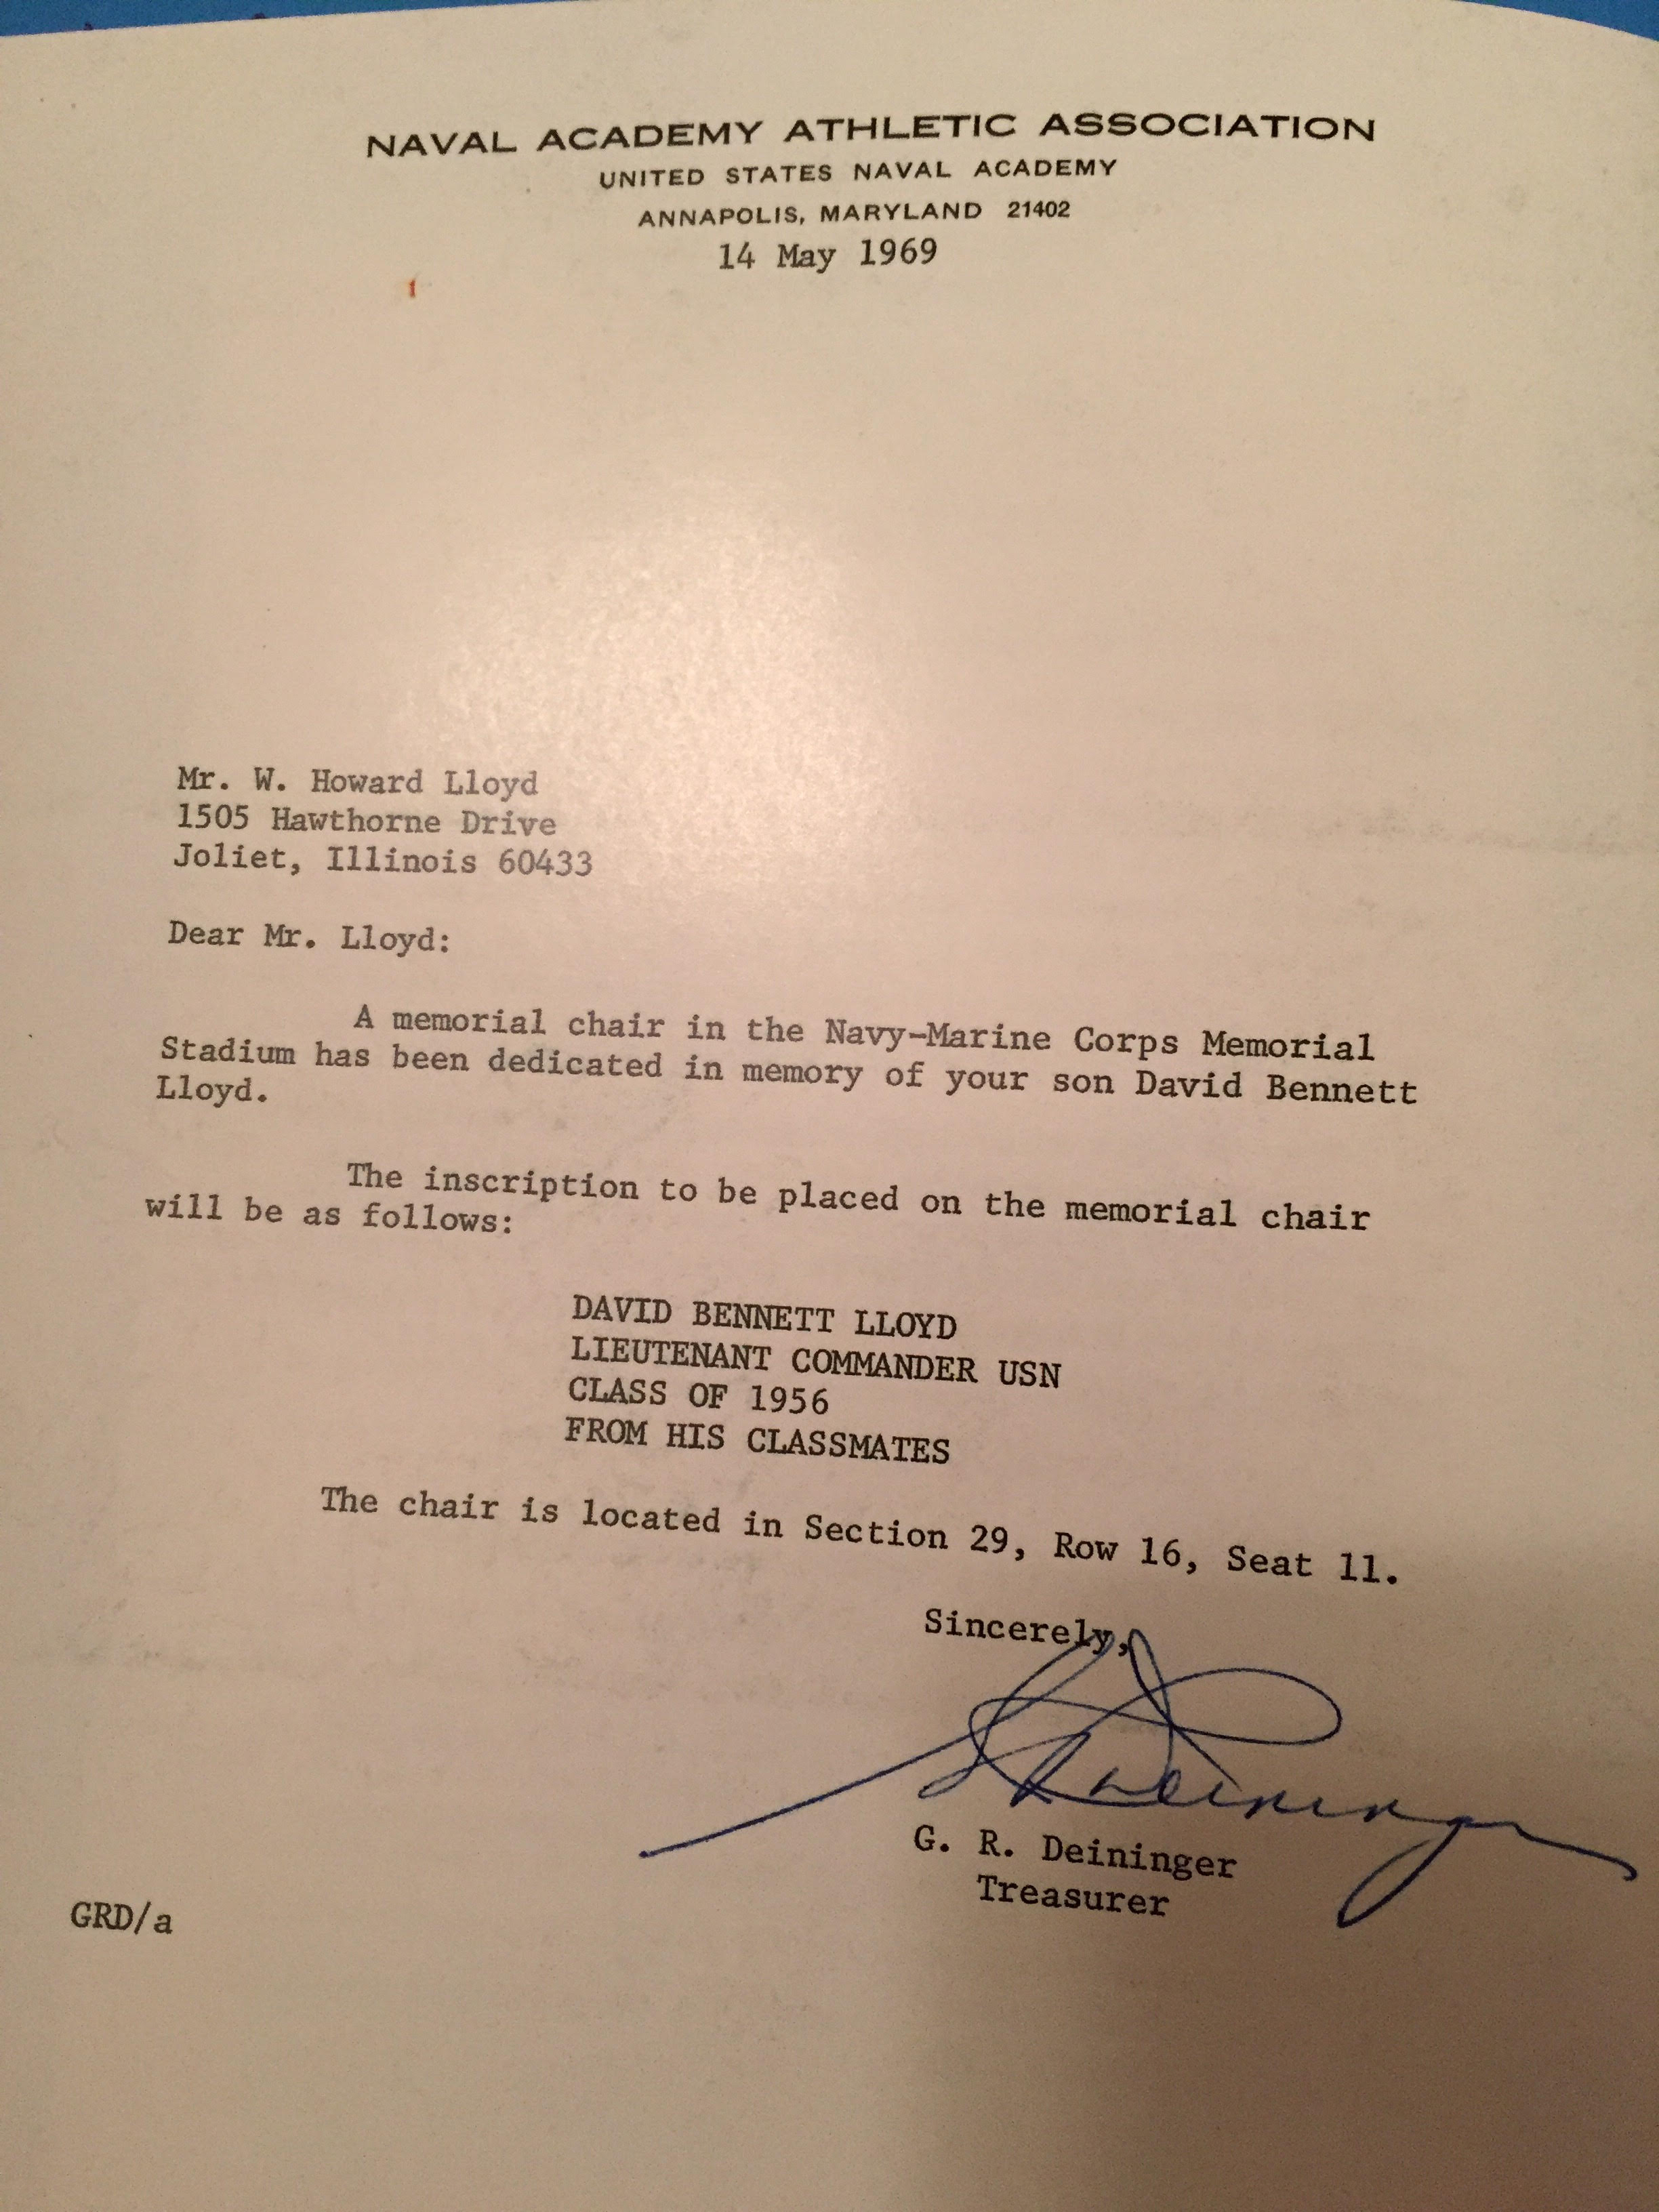 NAVAL ACADEMY ATHLETIC ASSOCIATION
UNITED STATES NAVAL ACADEMY
ANNAPOLIS, MARYLAND 21402
14 May 1969
Mr. W. Howard Lloyd
1505 Hawthorne Drive
Joliet, Illinois 60433
Dear Mr. Lloyd:
A memorial chair in the Navy-Marine Corps Memorial
Stadium has been dedicated in memory of your son David Bennett
Lloyd.
The inscription to be placed on the memorial chair
will be as follows:
DAVID BENNETT LLOYD
LIEUTENANT COMMANDER USN
CLASS OF 1956
FROM HIS CLASSMATES
The chair is located in Section 29, Row 16, Seat 11.
Sincerely,
G R Deininger
G. R. Deininger
Treasurer
GRD/a